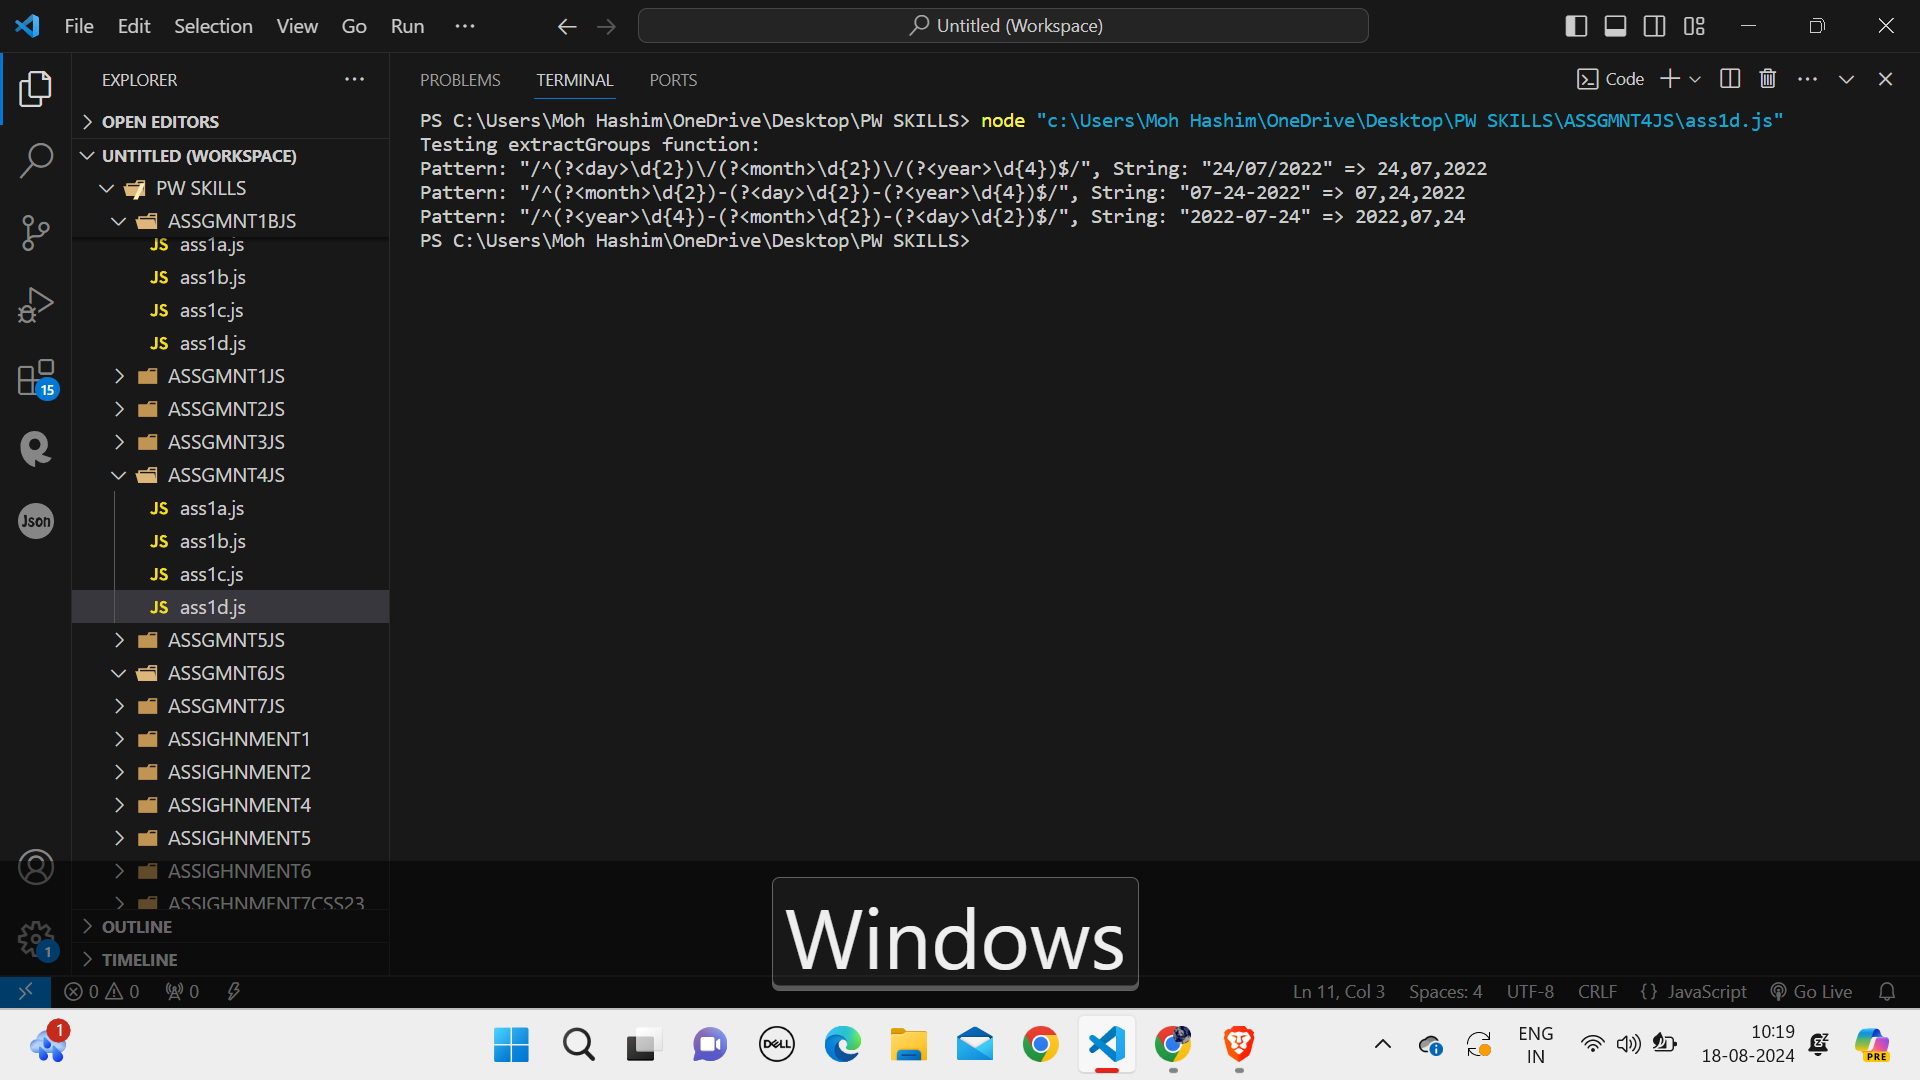 File Edit Selection View Go Run ···
Untitled (Workspace)
EXPLORER
PROBLEMS TERMINAL PORTS
Code
OPEN EDITORS
UNTITLED (WORKSPACE)
PW SKILLS
ASSGMNT1BJS
JS ass1a.js
JS ass1b.js
JS ass1c.js
JS ass1d.js
ASSGMNT1JS
ASSGMNT2JS
ASSGMNT3JS
ASSGMNT4JS
JS ass1a.js
JS ass1b.js
JS ass1c.js
JS ass1d.js
ASSGMNT5JS
ASSGMNT6JS
ASSGMNT7JS
ASSIGHNMENT1
ASSIGHNMENT2
ASSIGHNMENT4
ASSIGHNMENT5
ASSIGHNMENT6
ASSIGHNMENT7CSS23
OUTLINE
TIMELINE
15
Json
1
PS C:\Users\Moh Hashim\OneDrive\Desktop\PW SKILLS> node "c:\Users\Moh Hashim\OneDrive\Desktop\PW SKILLS\ASSGMNT4JS\ass1d.js"
Testing extractGroups function:
Pattern: "/^(?<day>\d{2})\/(?<month>\d{2})\/(?<year>\d{4})$/", String: "24/07/2022" => 24,07,2022
Pattern: "/^(?<month>\d{2})-(?<day>\d{2})-(?<year>\d{4})$/", String: "07-24-2022" => 07,24,2022
Pattern: "/^(?<year>\d{4})-(?<month>\d{2})-(?<day>\d{2})$/", String: "2022-07-24" => 2022,07,24
PS C:\Users\Moh Hashim\OneDrive\Desktop\PW SKILLS>
Windows
0 0 0
Ln 11, Col 3 Spaces: 4 UTF-8 CRLF {} JavaScript Go Live
1
DELL
ENG
IN
10:19
18-08-2024
PRE